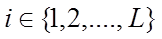 i ∈ {1,2,...., L}